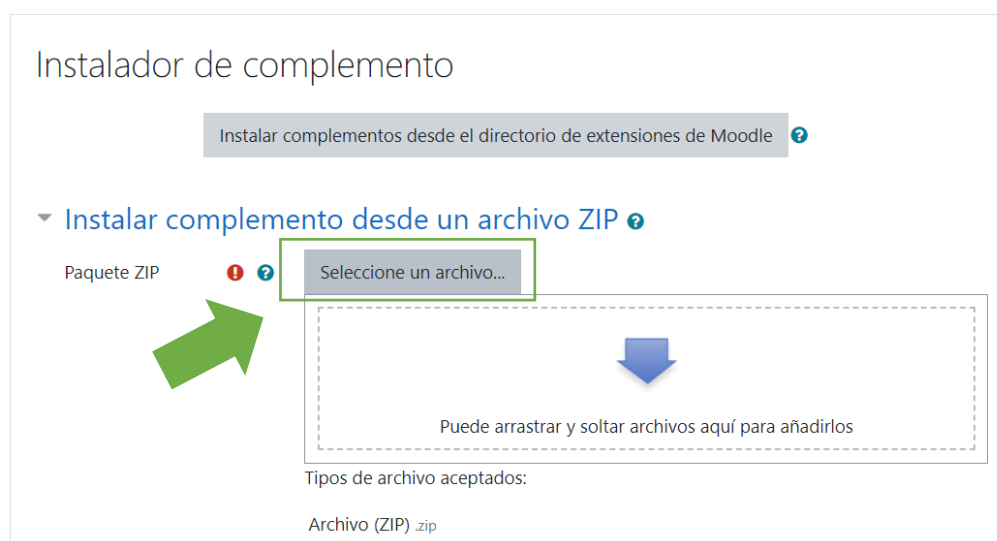 Instalador de complemento
Instalar complementos desde el directorio de extensiones de Moodle
Instalar complemento desde un archivo ZIP
Paquete ZIP
Seleccione un archivo...
Puede arrastrar y soltar archivos aquí para añadirlos
Tipos de archivo aceptados:
Archivo (ZIP) .zip